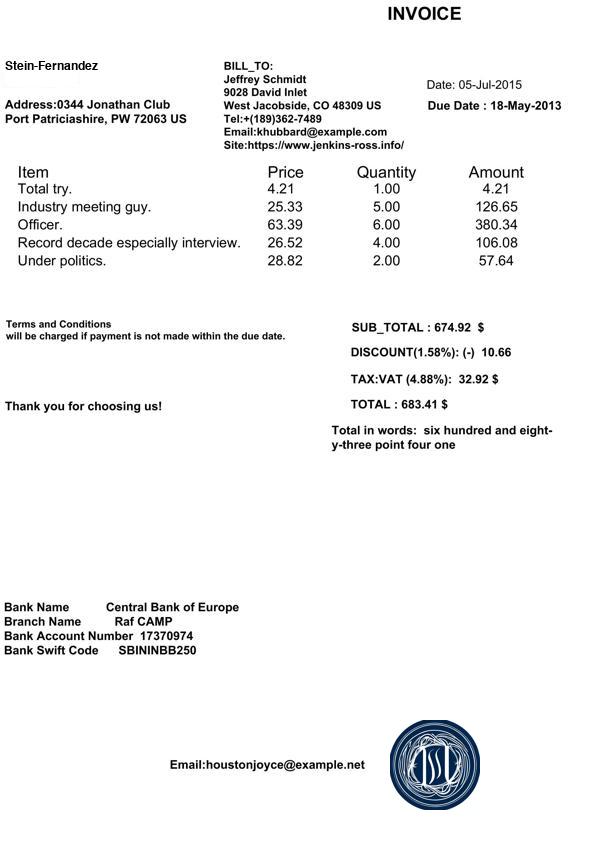 INVOICE
Stein-Fernandez
Address:0344 Jonathan Club
Port Patriciashire, PW 72063 US
BILL_TO:
Jeffrey Schmidt
9028 David Inlet
West Jacobside, CO 48309 US
Tel:+(189)362-7489
Email:khubbard@example.com
Site:https://www.jenkins-ross.info/
Date: 05-Jul-2015
Due Date : 18-May-2013
Item Price Quantity Amount
Total try. 4.21 1.00 4.21
Industry meeting guy. 25.33 5.00 126.65
Officer. 63.39 6.00 380.34
Record decade especially interview. 26.52 4.00 106.08
Under politics. 28.82 2.00 57.64
Terms and Conditions
will be charged if payment is not made within the due date.
SUB_TOTAL : 674.92 $
DISCOUNT(1.58%): (-) 10.66
TAX:VAT (4.88%): 32.92 $
TOTAL : 683.41 $
Thank you for choosing us!
Total in words: six hundred and eight-
y-three point four one
Bank Name Central Bank of Europe
Branch Name Raf CAMP
Bank Account Number 17370974
Bank Swift Code SBININBB250
Email:houstonjoyce@example.net